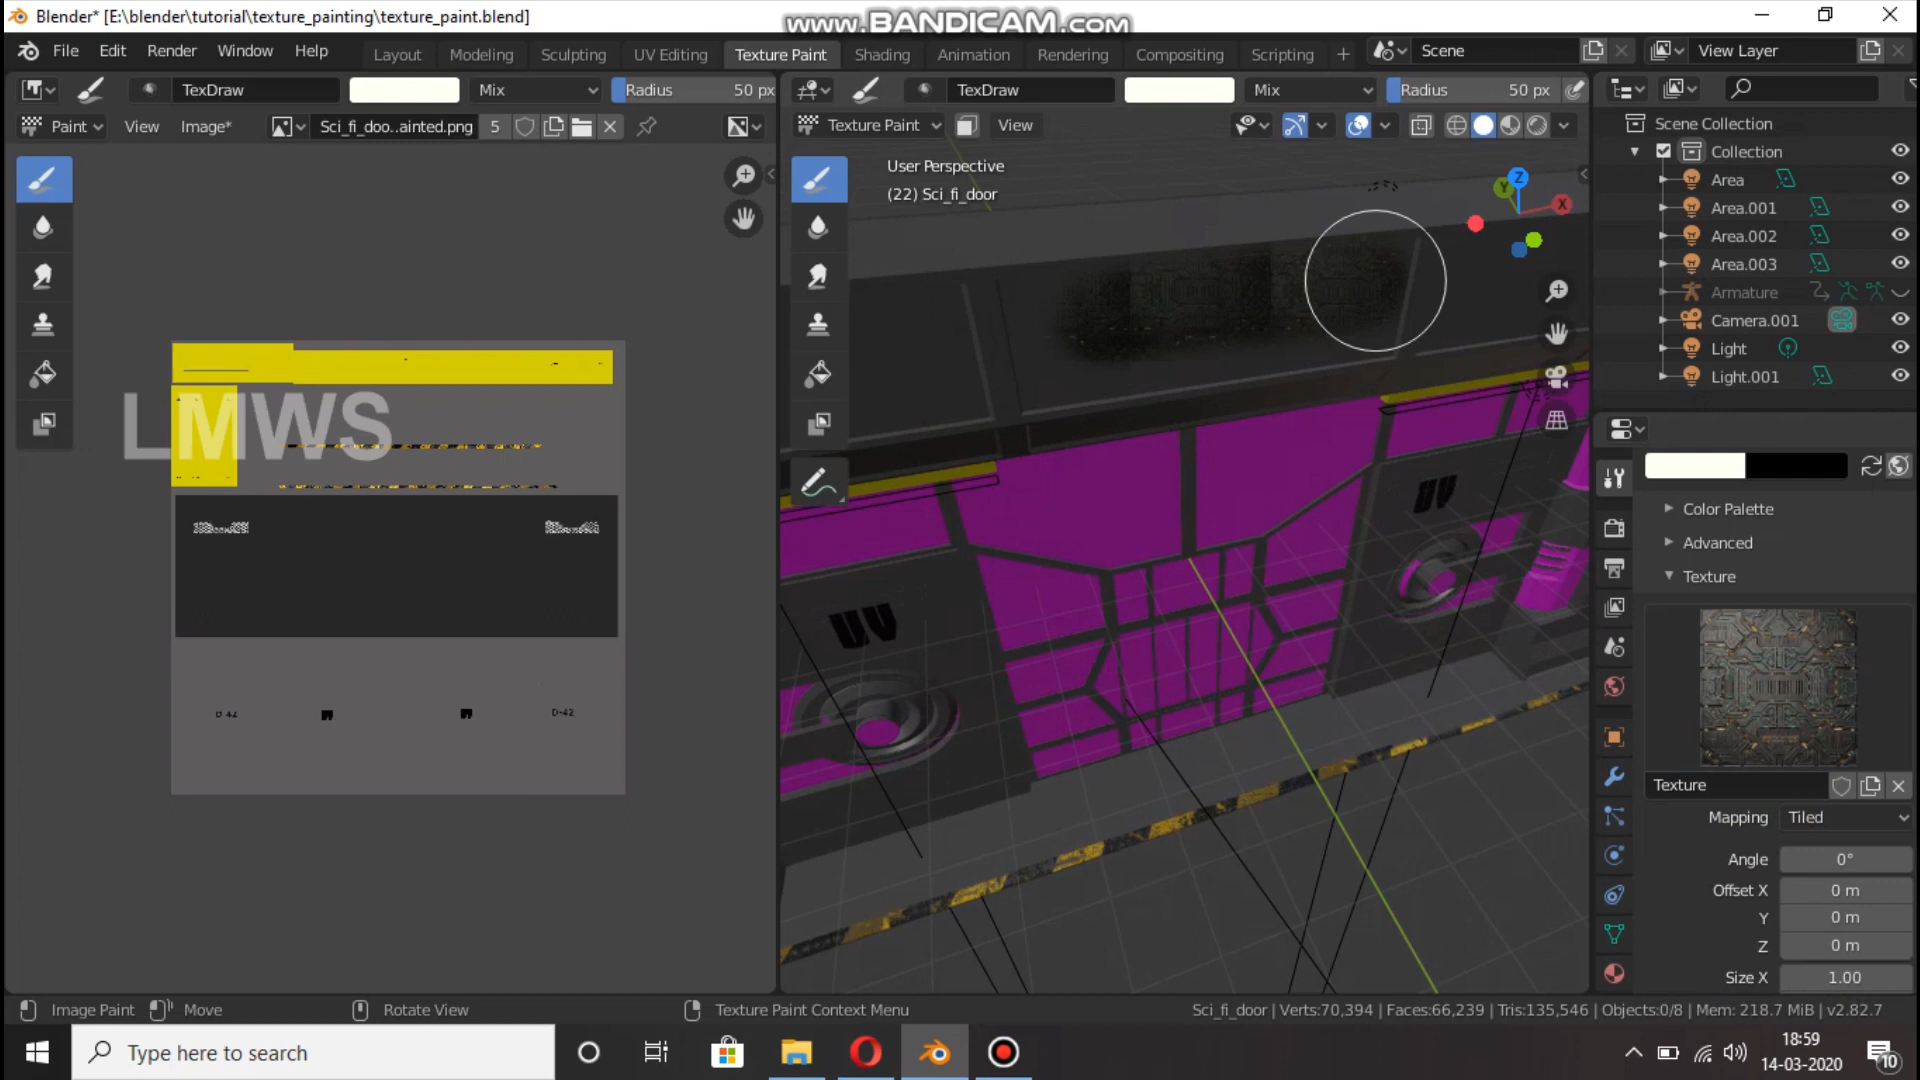 Blender* [E:\blender\tutorial\texture_painting\texture_paint.blend]
www.BANDICAM.com
File Edit Render Window Help
Layout Modeling Sculpting UV Editing Texture Paint Shading Animation Rendering Compositing Scripting +
Scene
View Layer
TexDraw Mix Radius 50 px
TexDraw Mix Radius 50 px
Paint View Image* Sci_fi_doo..ainted.png 5
Texture Paint View
User Perspective
(22) Sci_fi_door
Z
Y
X
Scene Collection
Collection
Area
Area.001
Area.002
Area.003
Armature
Camera.001
Light
Light.001
LMWS
D-42
D-42
UV
UV
Color Palette
Advanced
Texture
Texture
Mapping Tiled
Angle 0°
Offset X 0 m
Y 0 m
Z 0 m
Size X 1.00
Image Paint Move Rotate View Texture Paint Context Menu
Sci_fi_door | Verts:70,394 | Faces:66,239 | Tris:135,546 | Objects:0/8 | Mem: 218.7 MiB | v2.82.7
Type here to search
18:59
14-03-2020
10